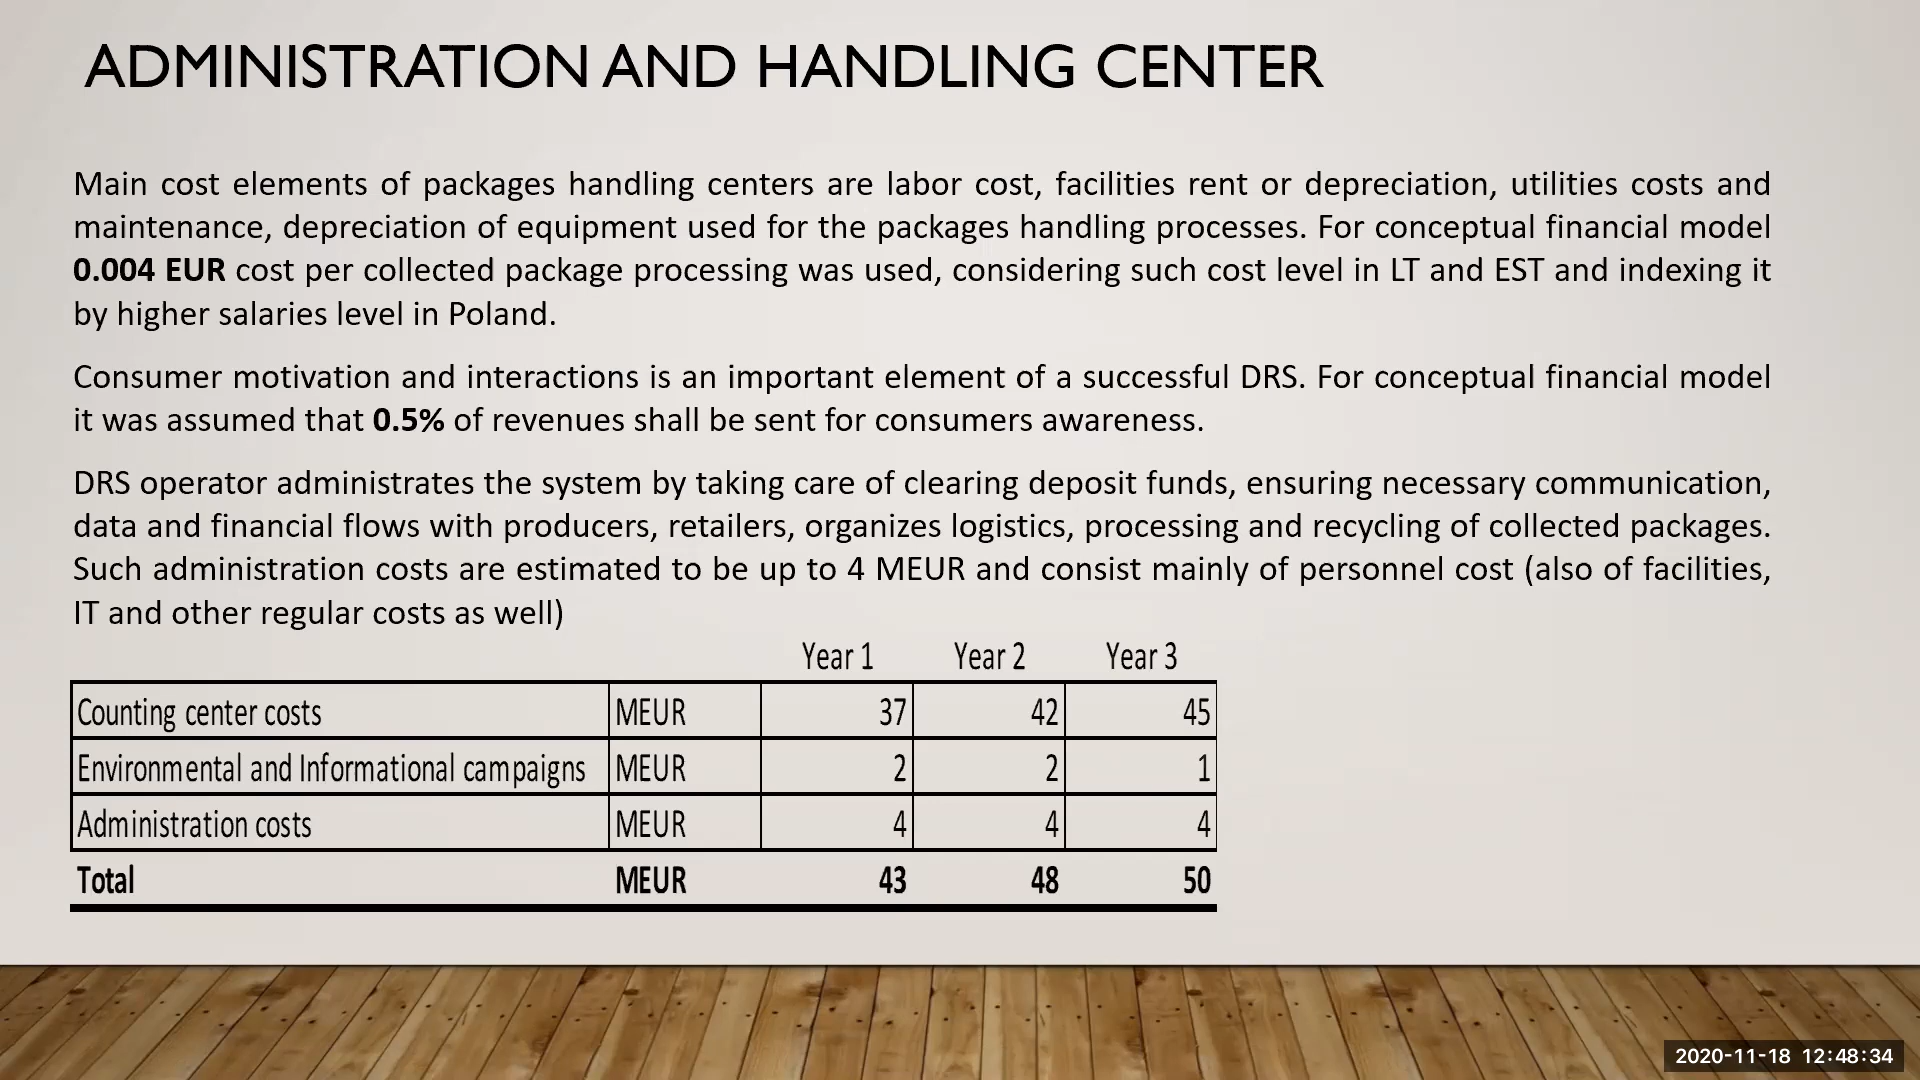 ADMINISTRATION AND HANDLING CENTER
Main cost elements of packages handling centers are labor cost, facilities rent or depreciation, utilities costs and
maintenance, depreciation of equipment used for the packages handling processes. For conceptual financial model
0.004 EUR cost per collected package processing was used, considering such cost level in LT and EST and indexing it
by higher salaries level in Poland.
Consumer motivation and interactions is an important element of a successful DRS. For conceptual financial model
it was assumed that 0.5% of revenues shall be sent for consumers awareness.
DRS operator administrates the system by taking care of clearing deposit funds, ensuring necessary communication,
data and financial flows with producers, retailers, organizes logistics, processing and recycling of collected packages.
Such administration costs are estimated to be up to 4 MEUR and consist mainly of personnel cost (also of facilities,
IT and other regular costs as well)
Year 1 Year 2 Year 3
Counting center costs MEUR 37 42 45
Environmental and Informational campaigns MEUR 2 2 1
Administration costs MEUR 4 4 4
Total MEUR 43 48 50
2020-11-18 12:48:34